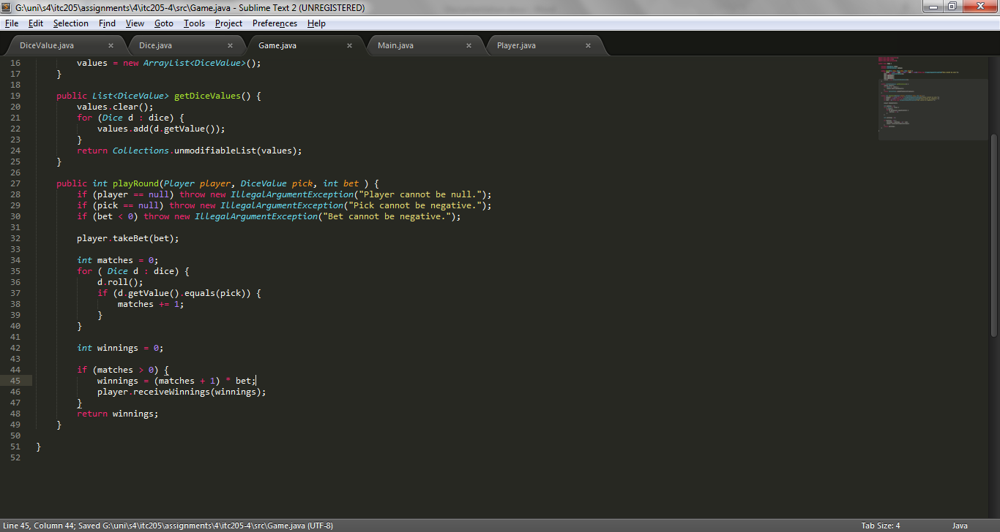 G:\uni\s4\itc205\assignments\4\itc205-4\src\Game.java - Sublime Text 2 (UNREGISTERED)
File Edit Selection Find View Goto Tools Project Preferences Help
DiceValue.java Dice.java Game.java Main.java Player.java
16 values = new ArrayList<DiceValue>();
17 }
18
19 public List<DiceValue> getDiceValues() {
20 values.clear();
21 for (Dice d : dice) {
22 values.add(d.getValue());
23 }
24 return Collections.unmodifiableList(values);
25 }
26
27 public int playRound(Player player, DiceValue pick, int bet ) {
28 if (player == null) throw new IllegalArgumentException("Player cannot be null.");
29 if (pick == null) throw new IllegalArgumentException("Pick cannot be negative.");
30 if (bet < 0) throw new IllegalArgumentException("Bet cannot be negative.");
31
32 player.takeBet(bet);
33
34 int matches = 0;
35 for ( Dice d : dice) {
36 d.roll();
37 if (d.getValue().equals(pick)) {
38 matches += 1;
39 }
40 }
41
42 int winnings = 0;
43
44 if (matches > 0) {
45 winnings = (matches + 1) * bet;
46 player.receiveWinnings(winnings);
47 }
48 return winnings;
49 }
50
51 }
52
Line 45, Column 44; Saved G:\uni\s4\itc205\assignments\4\itc205-4\src\Game.java (UTF-8) Tab Size: 4 Java